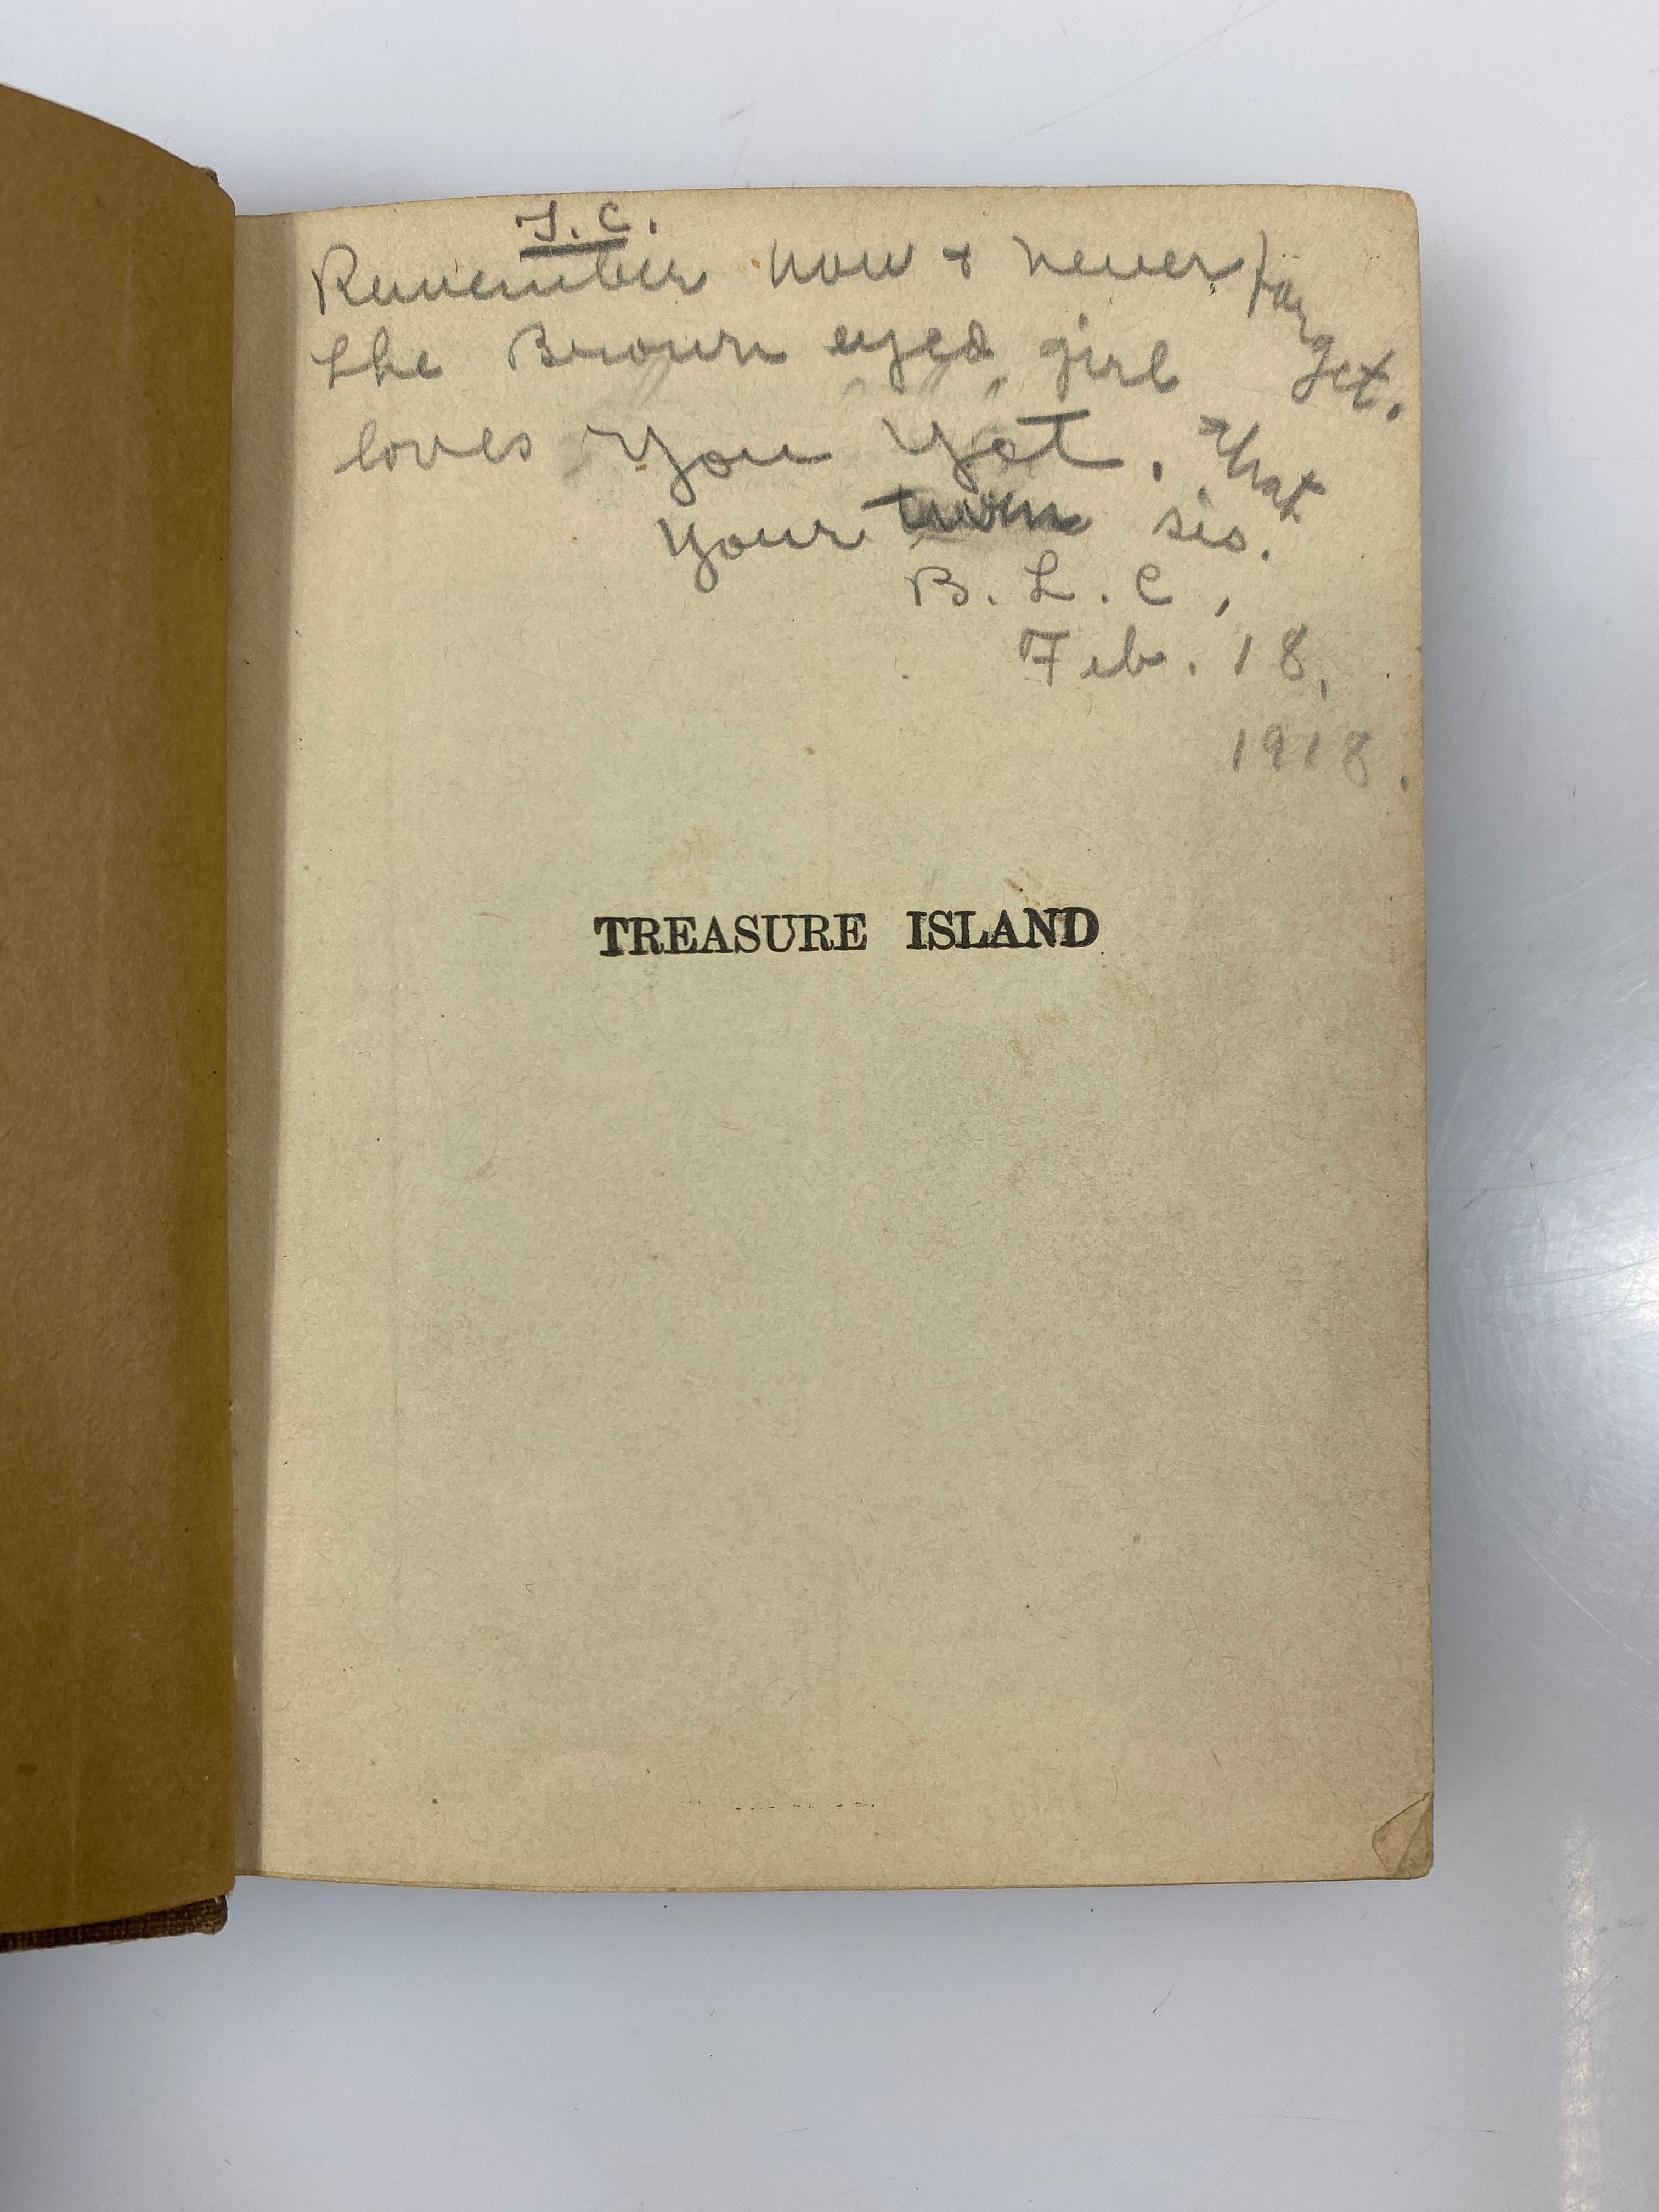 T. C.
Remember now + never forget.
the Brown eyed girl
loves you yet. that
your twin sis.
B. L. C,
Feb. 18,
1918.
TREASURE ISLAND